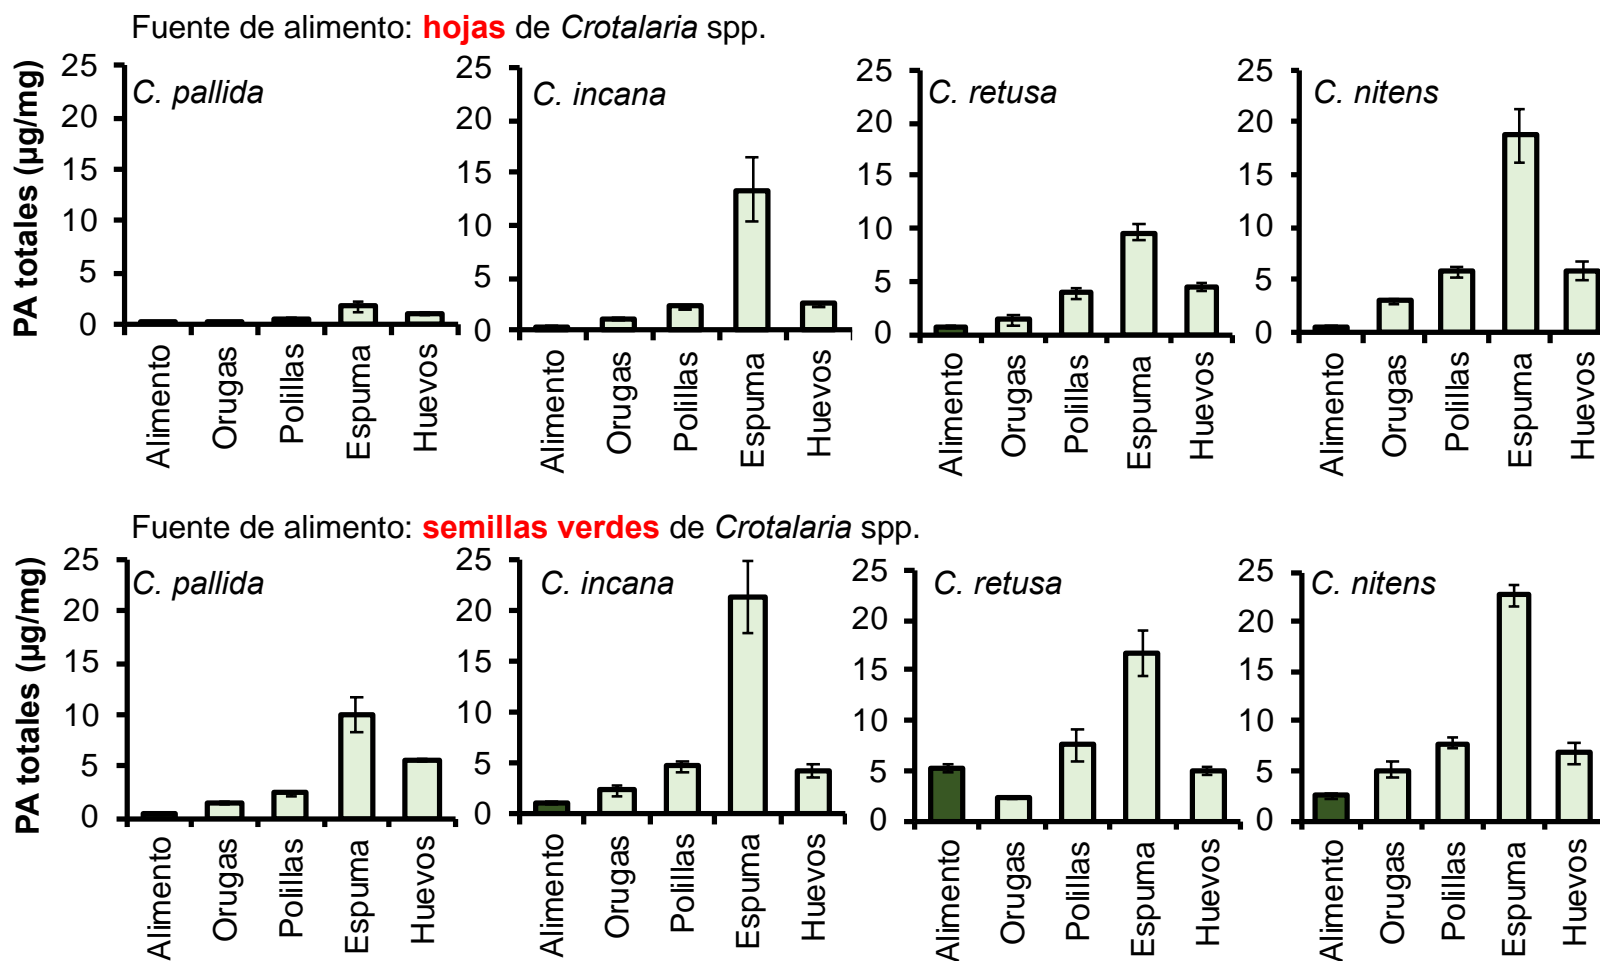 Fuente de alimento: hojas de Crotalaria spp.
PA totales (µg/mg)
25
20
15
10
5
0
C. pallida
Alimento
Orugas
Polillas
Espuma
Huevos
25
20
15
10
5
0
C. incana
Alimento
Orugas
Polillas
Espuma
Huevos
25
20
15
10
5
0
C. retusa
Alimento
Orugas
Polillas
Espuma
Huevos
25
20
15
10
5
0
C. nitens
Alimento
Orugas
Polillas
Espuma
Huevos
Fuente de alimento: semillas verdes de Crotalaria spp.
PA totales (µg/mg)
25
20
15
10
5
0
C. pallida
Alimento
Orugas
Polillas
Espuma
Huevos
25
20
15
10
5
0
C. incana
Alimento
Orugas
Polillas
Espuma
Huevos
25
20
15
10
5
0
C. retusa
Alimento
Orugas
Polillas
Espuma
Huevos
25
20
15
10
5
0
C. nitens
Alimento
Orugas
Polillas
Espuma
Huevos